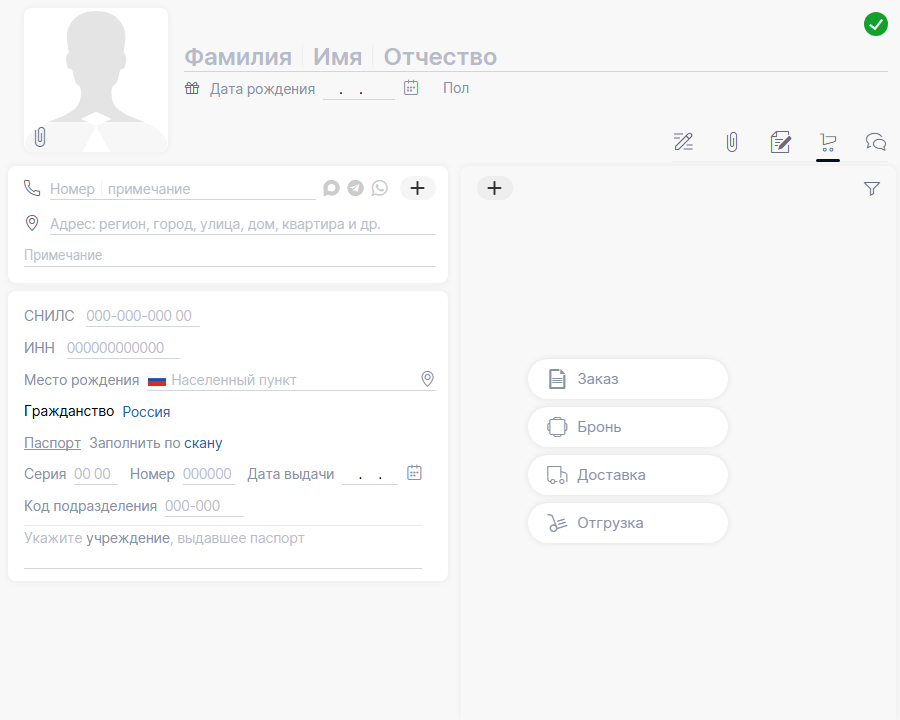 Фамилия Имя Отчество
Дата рождения . . Пол
Номер примечание
Адрес: регион, город, улица, дом, квартира и др.
Примечание
СНИЛС 000-000-000 00
ИНН 000000000000
Место рождения Населенный пункт
Гражданство Россия
Паспорт Заполнить по скану
Серия 00 00 Номер 000000 Дата выдачи . .
Код подразделения 000-000
Укажите учреждение, выдавшее паспорт
Заказ
Бронь
Доставка
Отгрузка